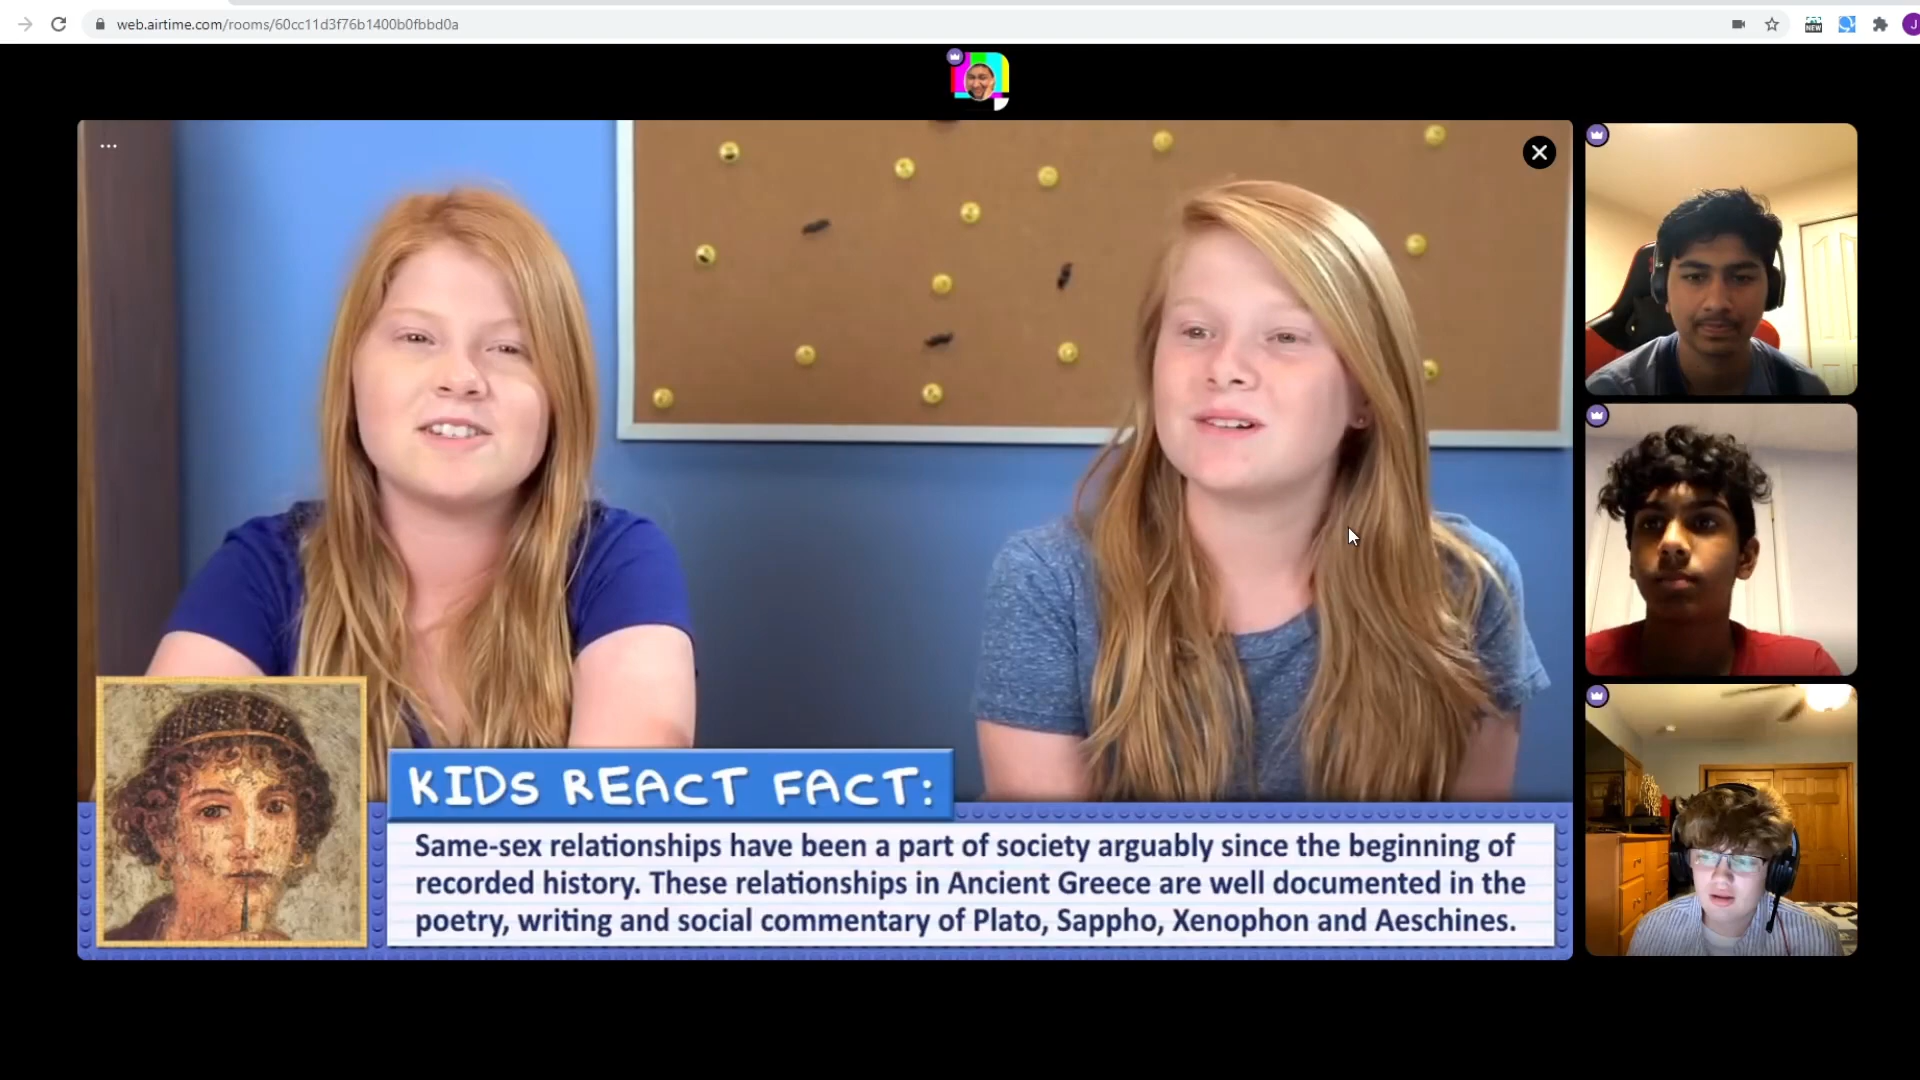 web.airtime.com/rooms/60cc11d3f76b1400b0fbbd0a
NEW
J
KIDS REACT FACT:
Same-sex relationships have been a part of society arguably since the beginning of
recorded history. These relationships in Ancient Greece are well documented in the
poetry, writing and social commentary of Plato, Sappho, Xenophon and Aeschines.